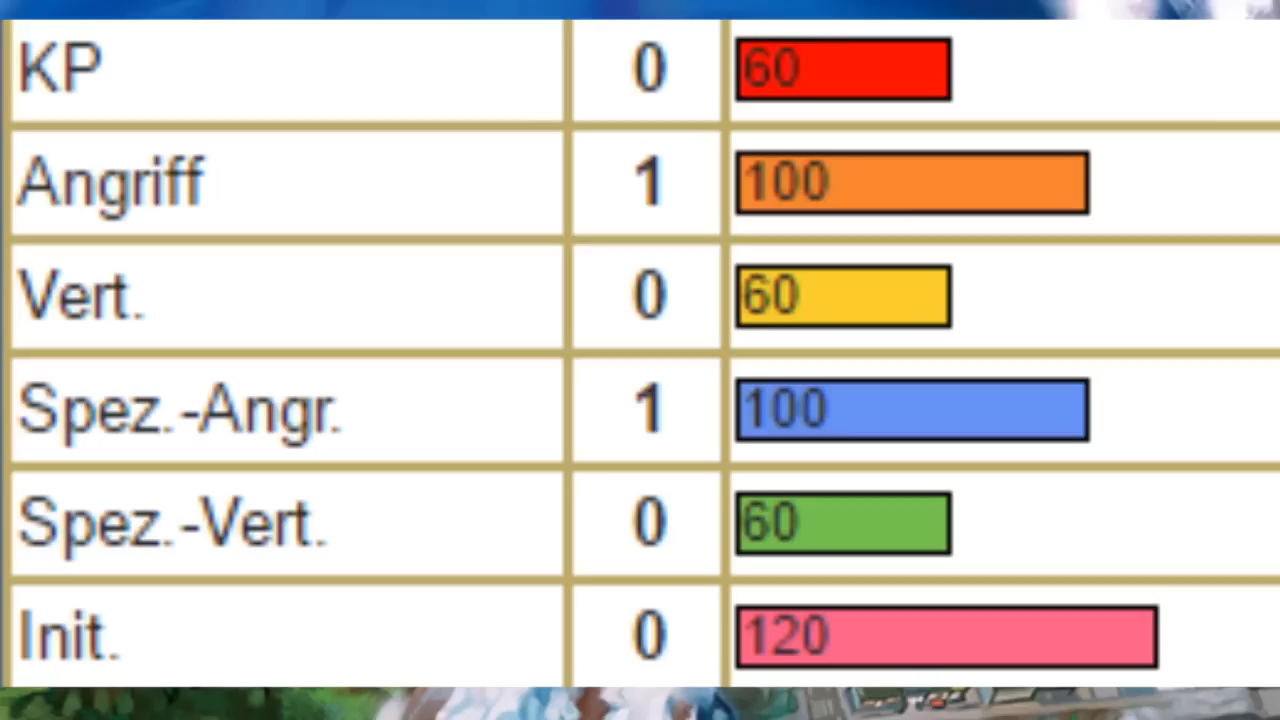 KP 0 60
Angriff 1 100
Vert. 0 60
Spez.-Angr. 1 100
Spez.-Vert. 0 60
Init. 0 120